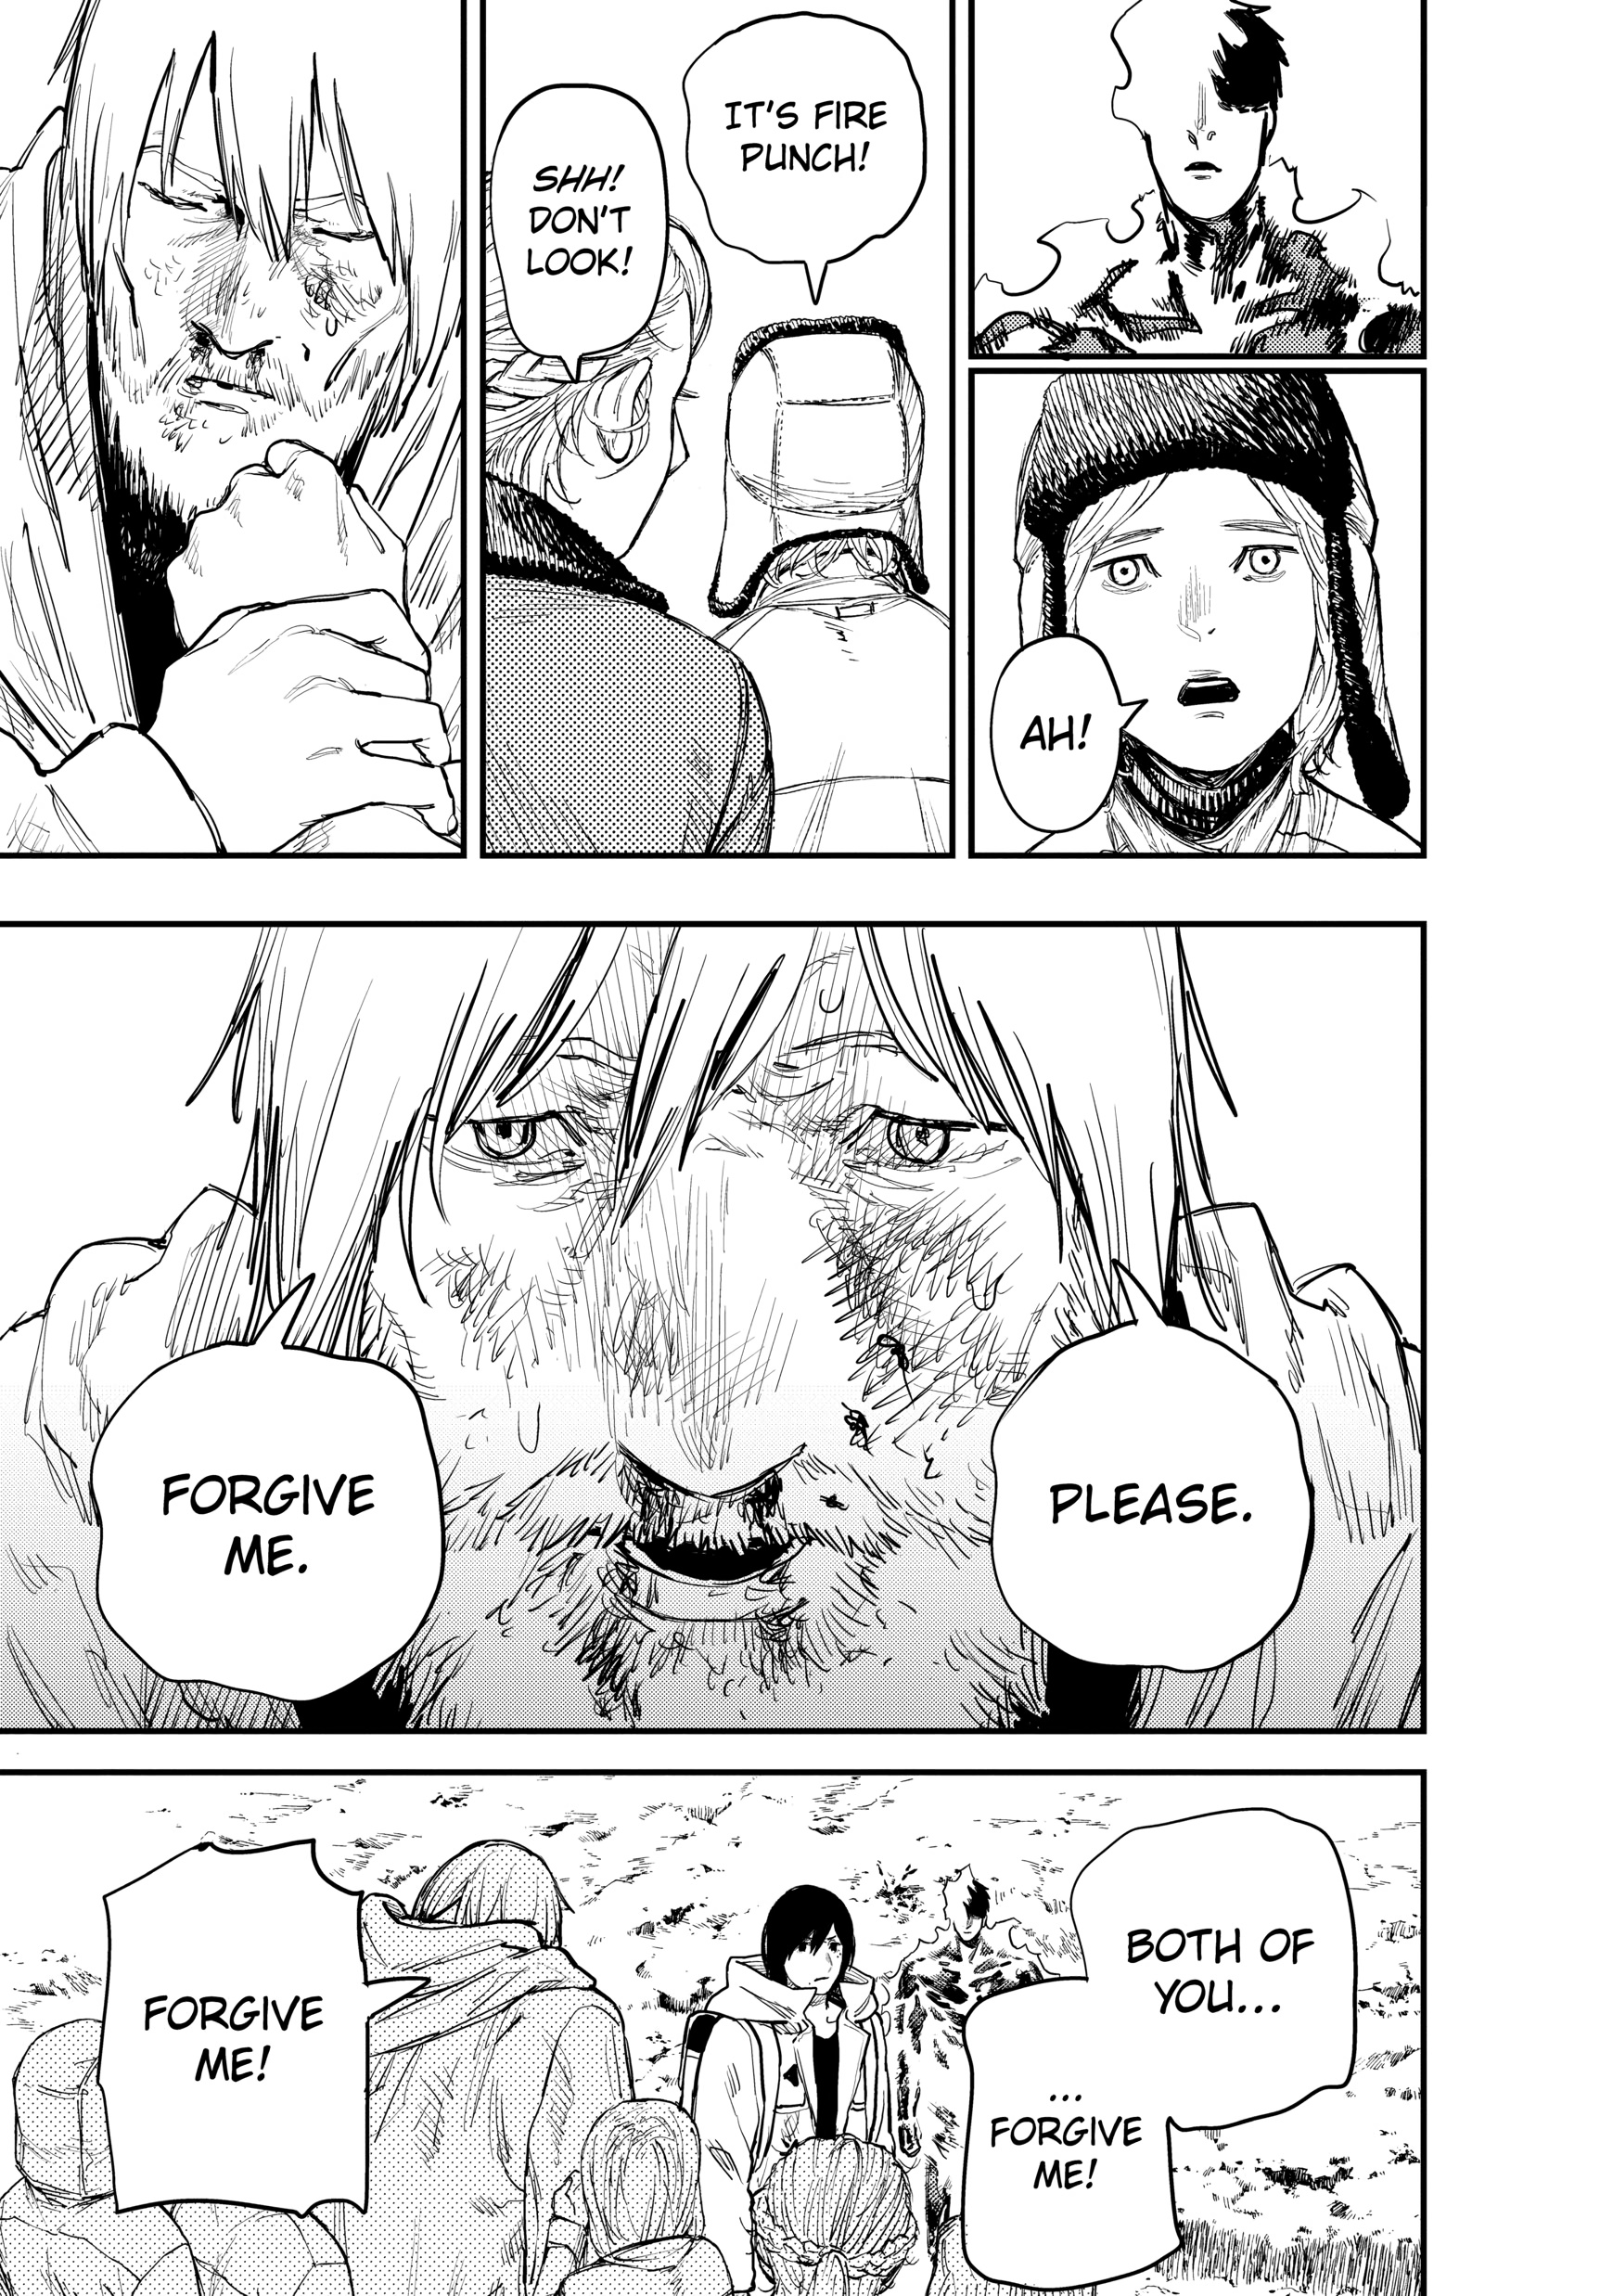 AH!
IT'S FIRE
PUNCH!
SHH!
DON'T
LOOK!
PLEASE.
FORGIVE
ME.
BOTH OF
YOU...
...
FORGIVE
ME!
FORGIVE
ME!